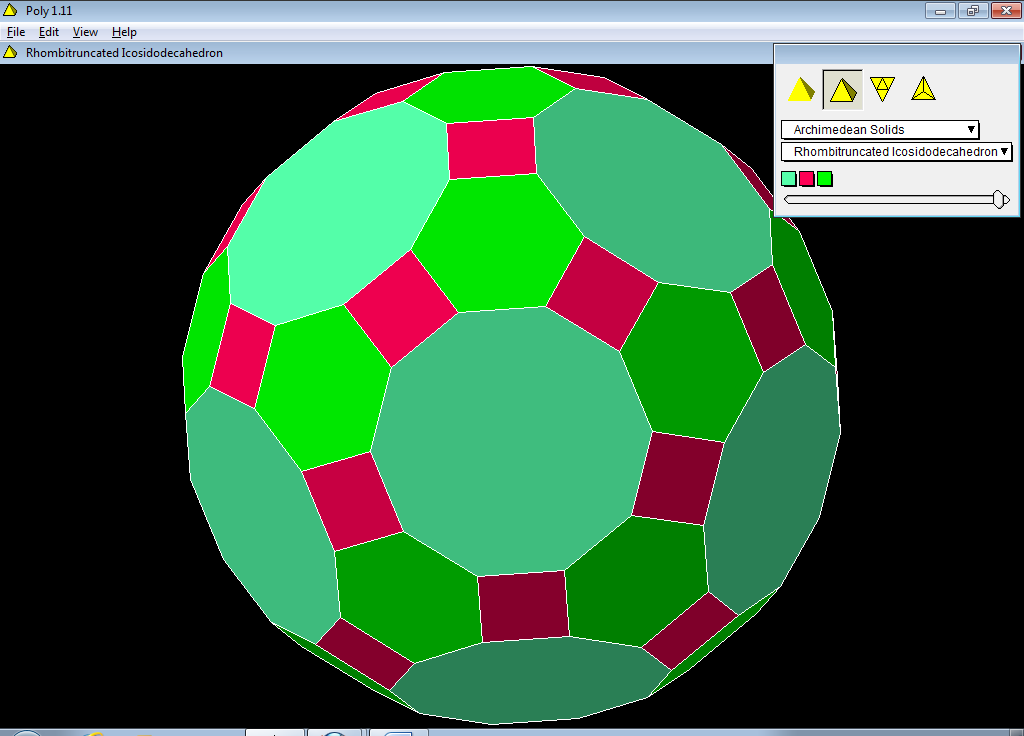 Poly 1.11
File Edit View Help
Rhombitruncated Icosidodecahedron
Archimedean Solids
Rhombitruncated Icosidodecahedron